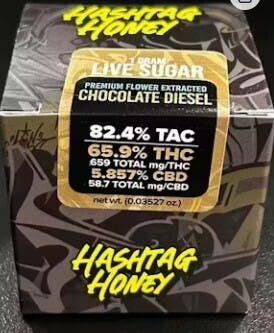 HASHTAG
HONEY
1 GRAM
LIVE SUGAR
PREMIUM FLOWER EXTRACTED
CHOCOLATE DIESEL
82.4% TAC
65.9% THC
659 TOTAL mg/THC
5.857% CBD
58.7 TOTAL mg/CBD
net wt. (0.03527 oz.)
HASHTAG
HONEY